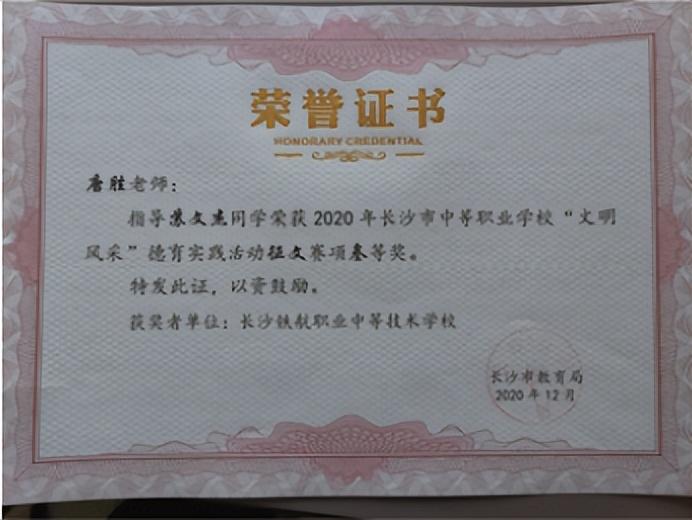 荣誉证书
HONORARY CREDENTIAL
唐胜老师：
指导苏文杰同学荣获2020年长沙市中等职业学校“文明
风采”德育实践活动征文赛项叁等奖。
特发此证，以资鼓励。
获奖者单位：长沙铁航职业中等技术学校
长沙市教育局
2020年12月